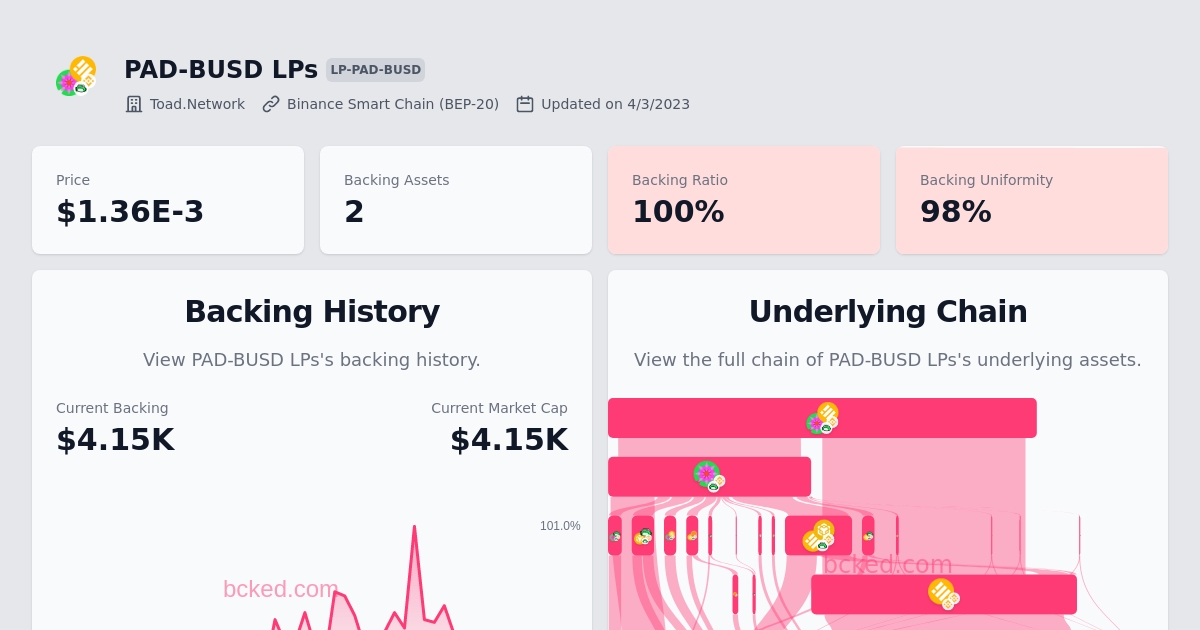 PAD-BUSD LPs LP-PAD-BUSD
Toad.Network Binance Smart Chain (BEP-20) Updated on 4/3/2023
Price
$1.36E-3
Backing Assets
2
Backing Ratio
100%
Backing Uniformity
98%
Backing History
View PAD-BUSD LPs's backing history.
Current Backing
$4.15K
Current Market Cap
$4.15K
101.0%
bcked.com
Underlying Chain
View the full chain of PAD-BUSD LPs's underlying assets.
bcked.com